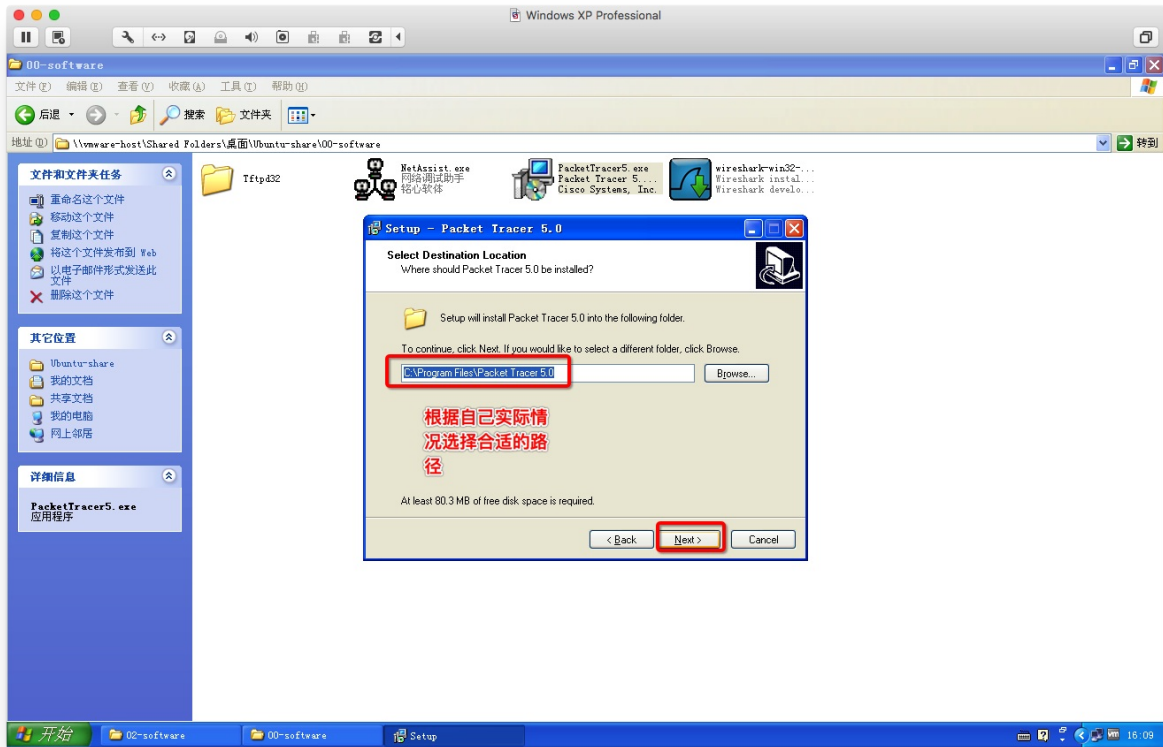 Windows XP Professional
00-software
文件(F) 编辑(E) 查看(V) 收藏(A) 工具(T) 帮助(H)
后退 搜索 文件夹
地址(D) \\vmware-host\Shared Folders\桌面\Ubuntu-share\00-software 转到
文件和文件夹任务
重命名这个文件
移动这个文件
复制这个文件
将这个文件发布到 Web
以电子邮件形式发送此
文件
删除这个文件
其它位置
Ubuntu-share
我的文档
共享文档
我的电脑
网上邻居
详细信息
PacketTracer5.exe
应用程序
Tftpd32
NetAssist.exe
网络调试助手
铭心软体
PacketTracer5.exe
Packet Tracer 5....
Cisco Systems, Inc.
wireshark-win32-...
Wireshark instal...
Wireshark develo...
Setup - Packet Tracer 5.0
Select Destination Location
Where should Packet Tracer 5.0 be installed?
Setup will install Packet Tracer 5.0 into the following folder.
To continue, click Next. If you would like to select a different folder, click Browse.
C:\Program Files\Packet Tracer 5.0 Browse...
根据自己实际情
况选择合适的路
径
At least 80.3 MB of free disk space is required.
< Back Next > Cancel
开始 02-software 00-software Setup 16:09